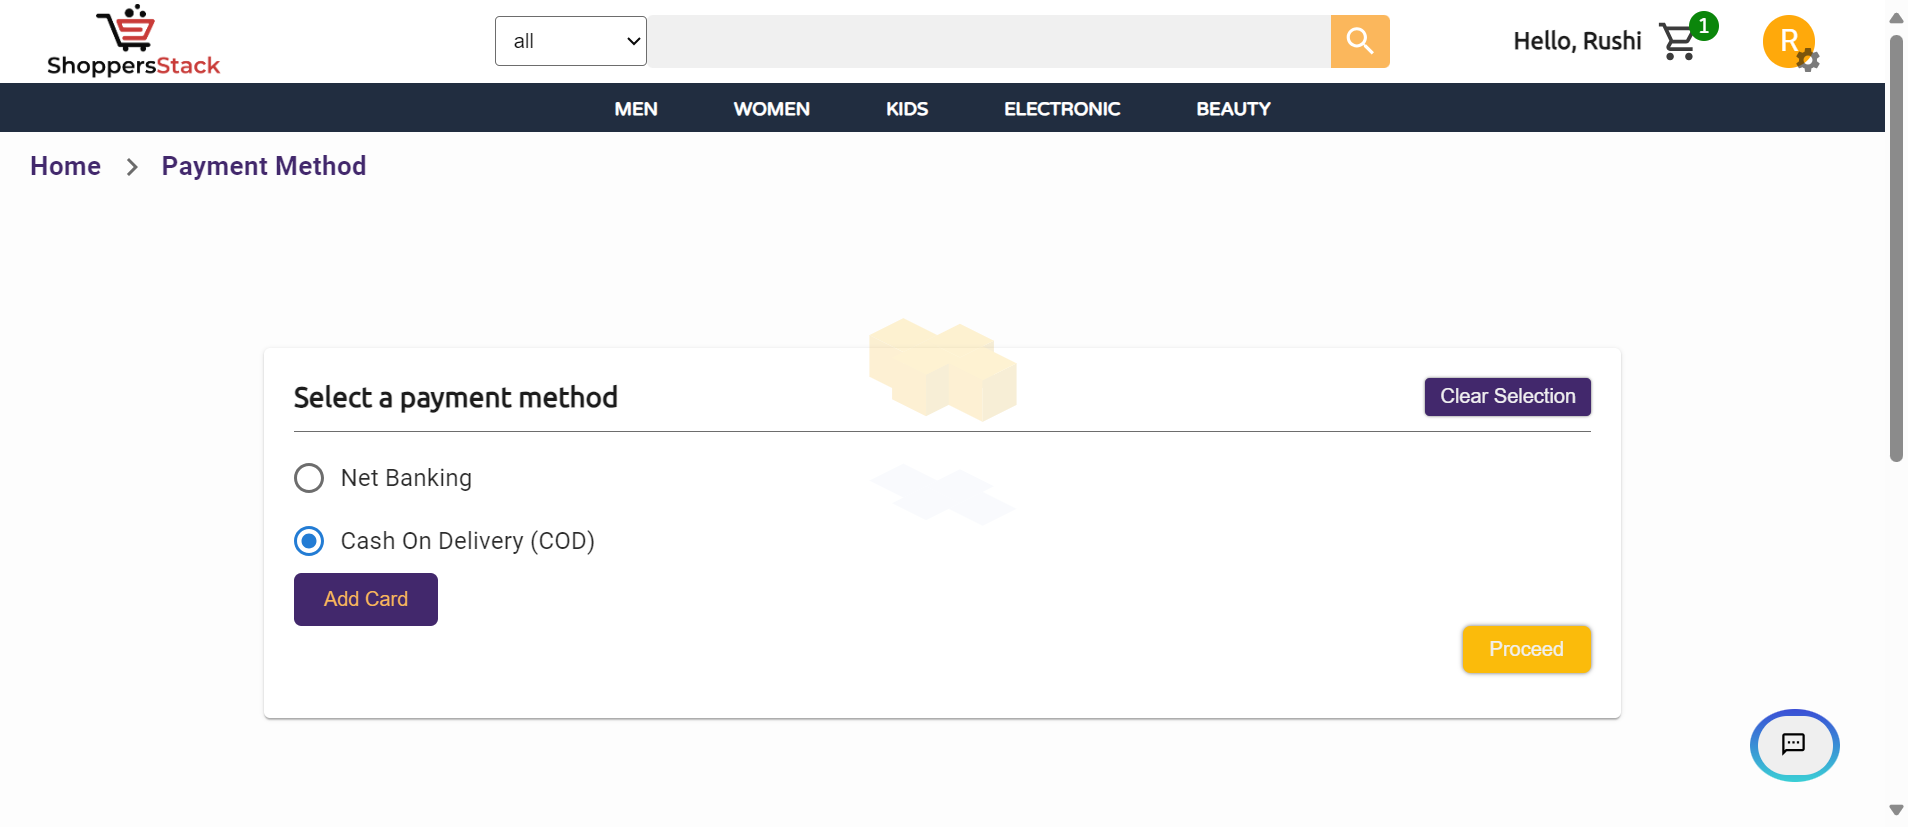 ShoppersStack
all
Hello, Rushi
1
R
MEN WOMEN KIDS ELECTRONIC BEAUTY
Home > Payment Method
Select a payment method
Clear Selection
Net Banking
Cash On Delivery (COD)
Add Card
Proceed